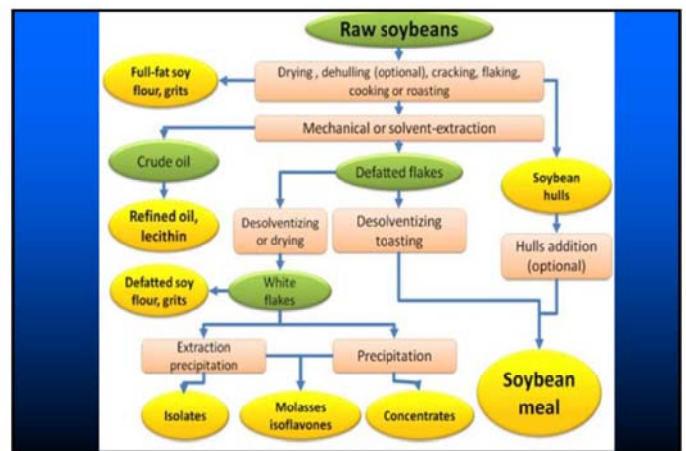 Raw soybeans
Full-fat soy
flour, grits
Drying , dehulling (optional), cracking, flaking,
cooking or roasting
Mechanical or solvent-extraction
Crude oil
Defatted flakes
Soybean
hulls
Refined oil,
lecithin
Desolventizing
or drying
Desolventizing
toasting
Hulls addition
(optional)
Defatted soy
flour, grits
White
flakes
Extraction
precipitation
Precipitation
Soybean
meal
Isolates
Molasses
isoflavones
Concentrates